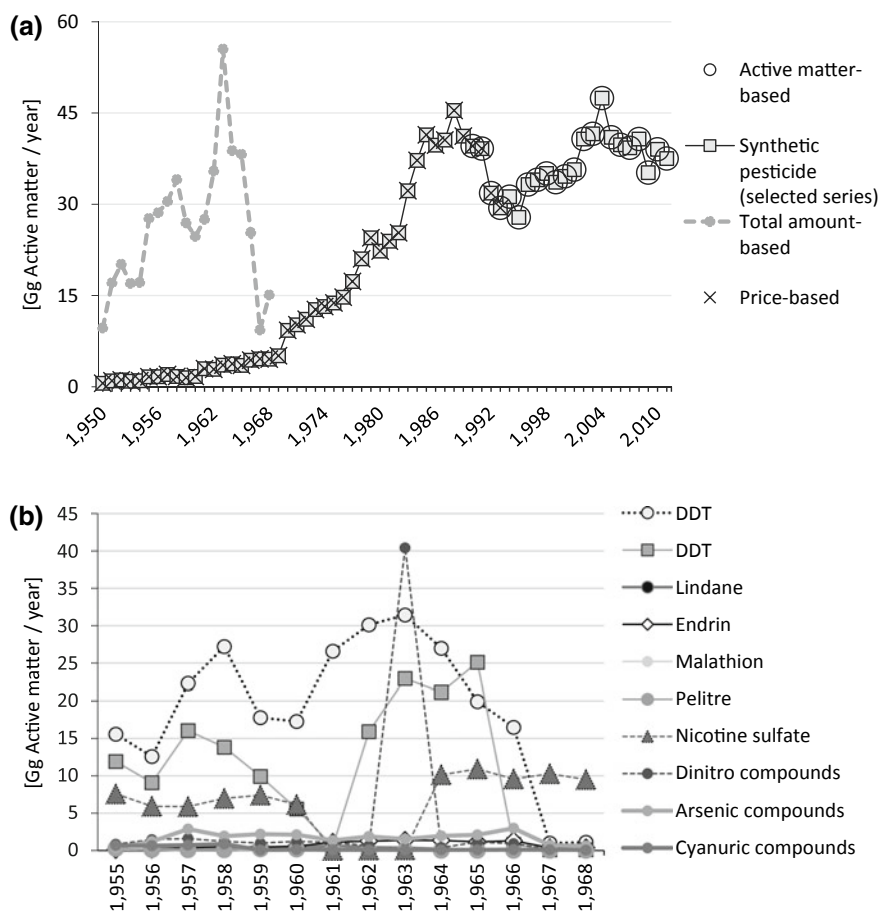 (a)
60
45
30
15
0
[Gg Active matter / year]
1,950
1,956
1,962
1,968
1,974
1,980
1,986
1,992
1,998
2,004
2,010
Active matter-
based
Synthetic
pesticide
(selected series)
Total amount-
based
Price-based
(b)
45
40
35
30
25
20
15
10
5
0
[Gg Active matter / year]
1,955
1,956
1,957
1,958
1,959
1,960
1,961
1,962
1,963
1,964
1,965
1,966
1,967
1,968
DDT
DDT
Lindane
Endrin
Malathion
Pelitre
Nicotine sulfate
Dinitro compounds
Arsenic compounds
Cyanuric compounds